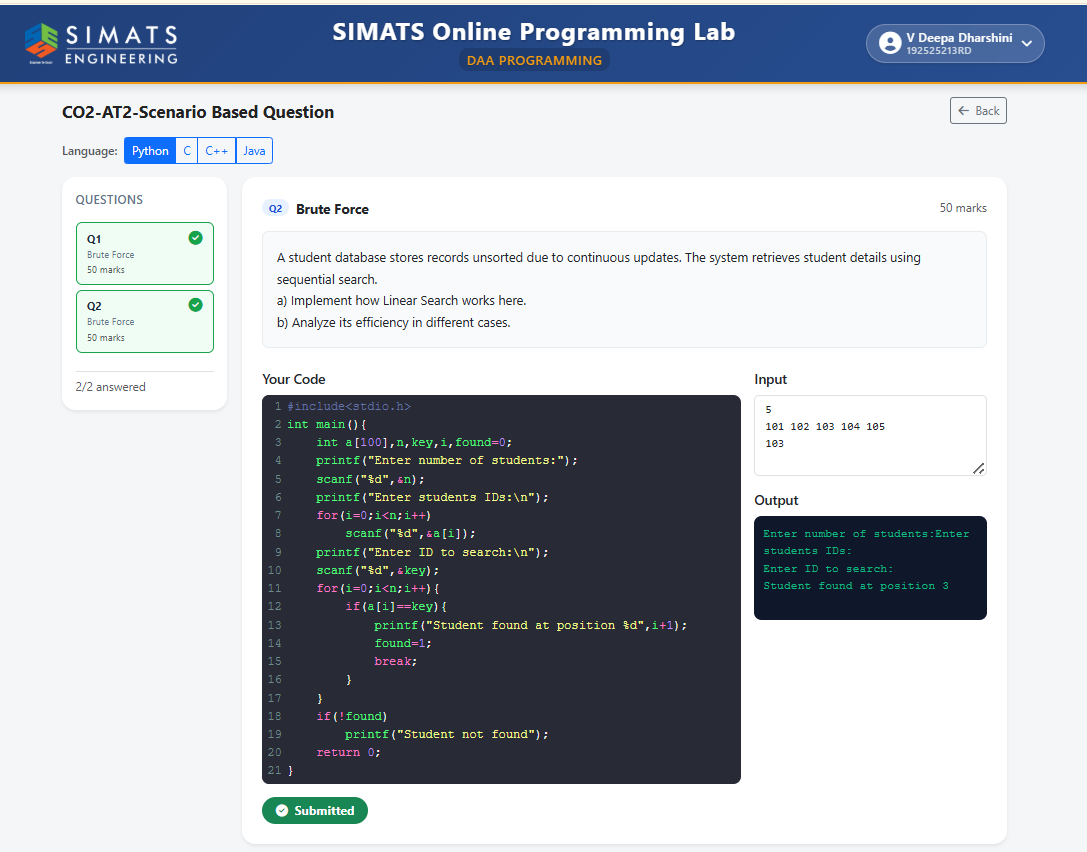 SIMATS
ENGINEERING
SIMATS Online Programming Lab
DAA PROGRAMMING
V Deepa Dharshini
192525213RD
CO2-AT2-Scenario Based Question
← Back
Language: Python C C++ Java
QUESTIONS
Q1
Brute Force
50 marks
Q2
Brute Force
50 marks
2/2 answered
Q2 Brute Force 50 marks
A student database stores records unsorted due to continuous updates. The system retrieves student details using
sequential search.
a) Implement how Linear Search works here.
b) Analyze its efficiency in different cases.
Your Code
1 #include<stdio.h>
2 int main(){
3     int a[100],n,key,i,found=0;
4     printf("Enter number of students:");
5     scanf("%d",&n);
6     printf("Enter students IDs:\n");
7     for(i=0;i<n;i++)
8         scanf("%d",&a[i]);
9     printf("Enter ID to search:\n");
10     scanf("%d",&key);
11     for(i=0;i<n;i++){
12         if(a[i]==key){
13             printf("Student found at position %d",i+1);
14             found=1;
15             break;
16         }
17     }
18     if(!found)
19         printf("Student not found");
20     return 0;
21 }
Submitted
Input
5
101 102 103 104 105
103
Output
Enter number of students:Enter
students IDs:
Enter ID to search:
Student found at position 3